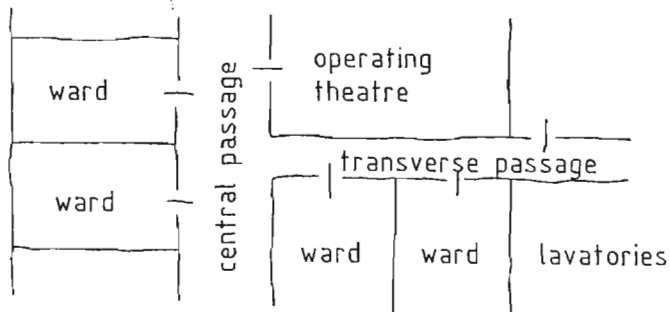 ward
ward
central passage
operating
theatre
transverse passage
ward
ward
lavatories